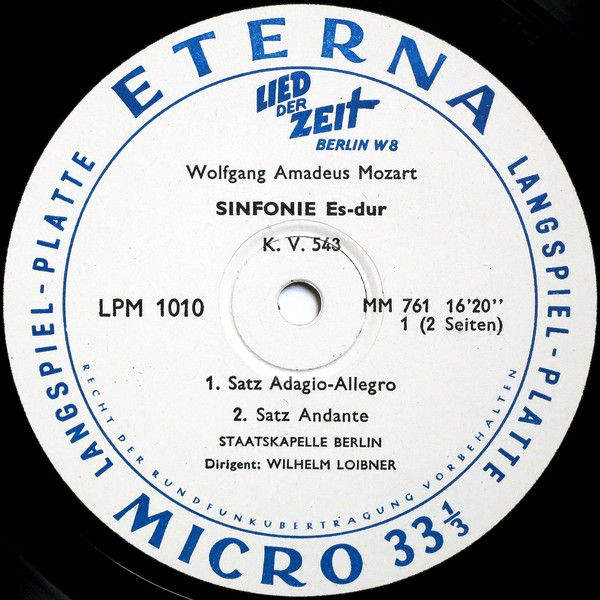 ETERNA
LANGSPIEL-PLATTE
LANGSPIEL-PLATTE
LIED
DER
ZEIT
BERLIN W8
Wolfgang Amadeus Mozart
SINFONIE Es-dur
K. V. 543
LPM 1010
MM 761 16'20''
1 (2 Seiten)
1. Satz Adagio-Allegro
2. Satz Andante
STAATSKAPELLE BERLIN
Dirigent: WILHELM LOIBNER
RECHT DER RUNDFUNKÜBERTRAGUNG VORBEHALTEN
MICRO 33 1/3